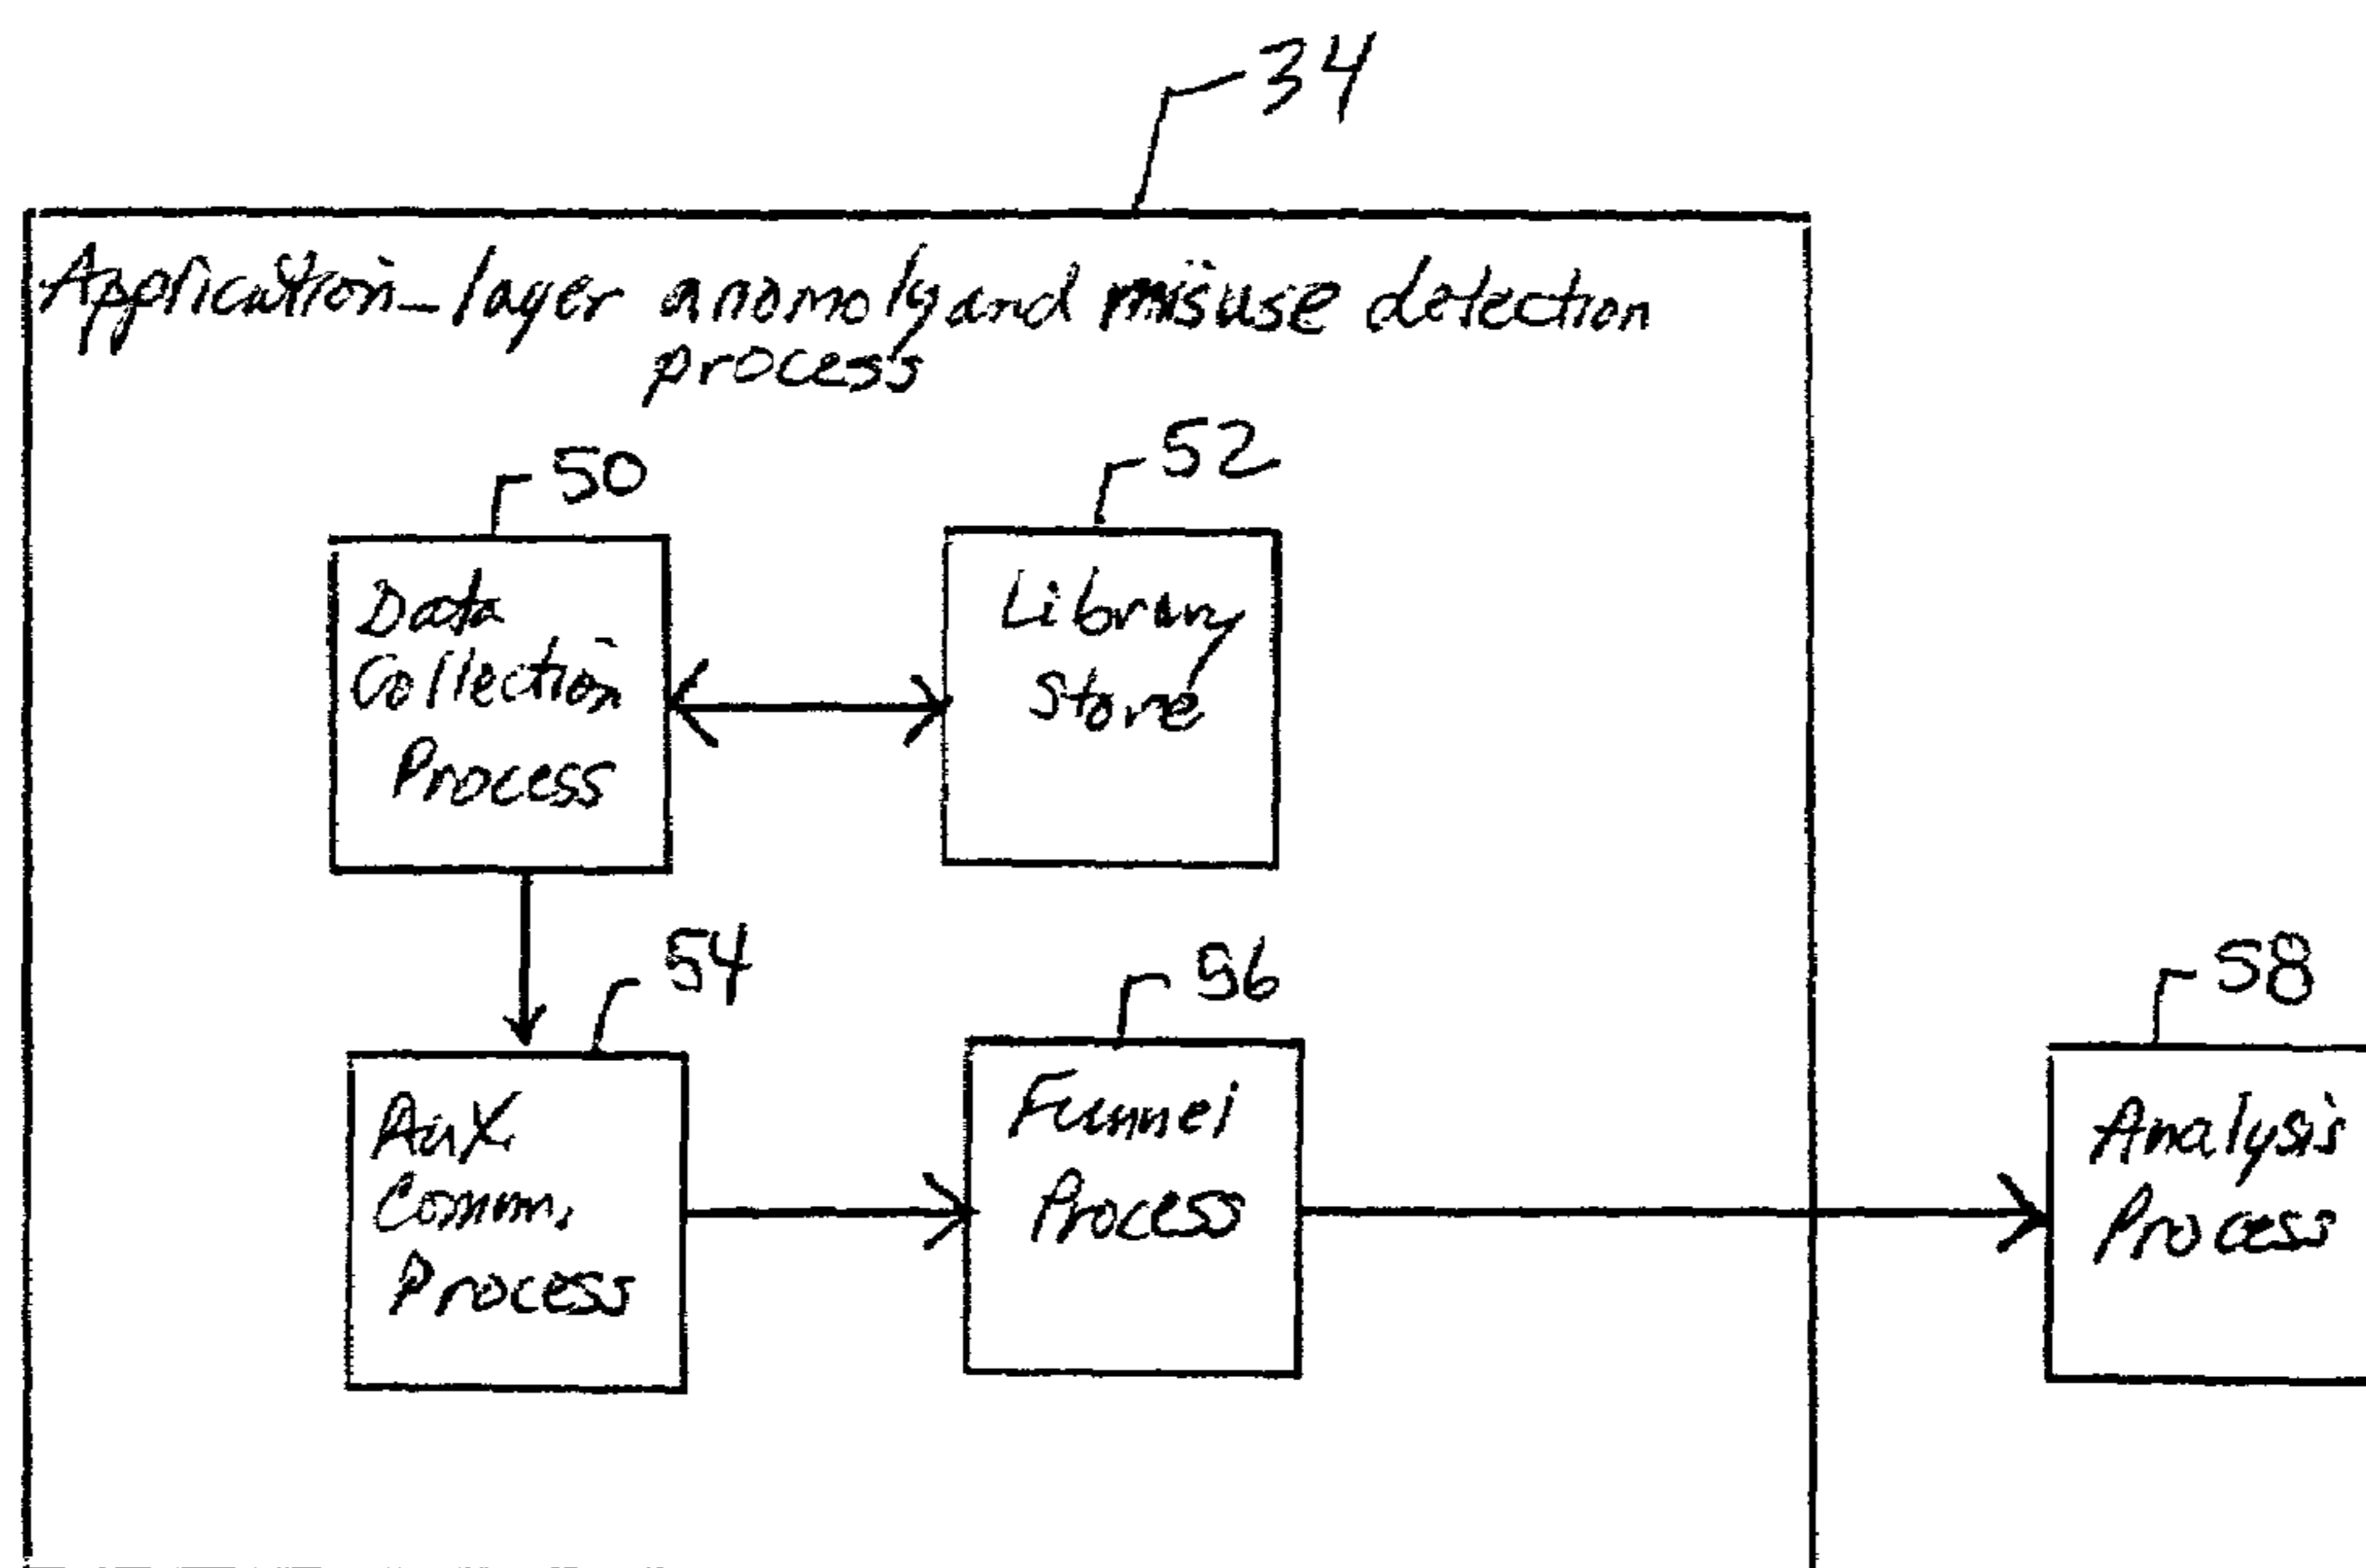 34
Application-layer anomoly and misuse detection
process
50
52
Data
Collection
Process
Library
Store
54
56
58
Aux
Comm.
Process
Funnel
Process
Analysis
Process